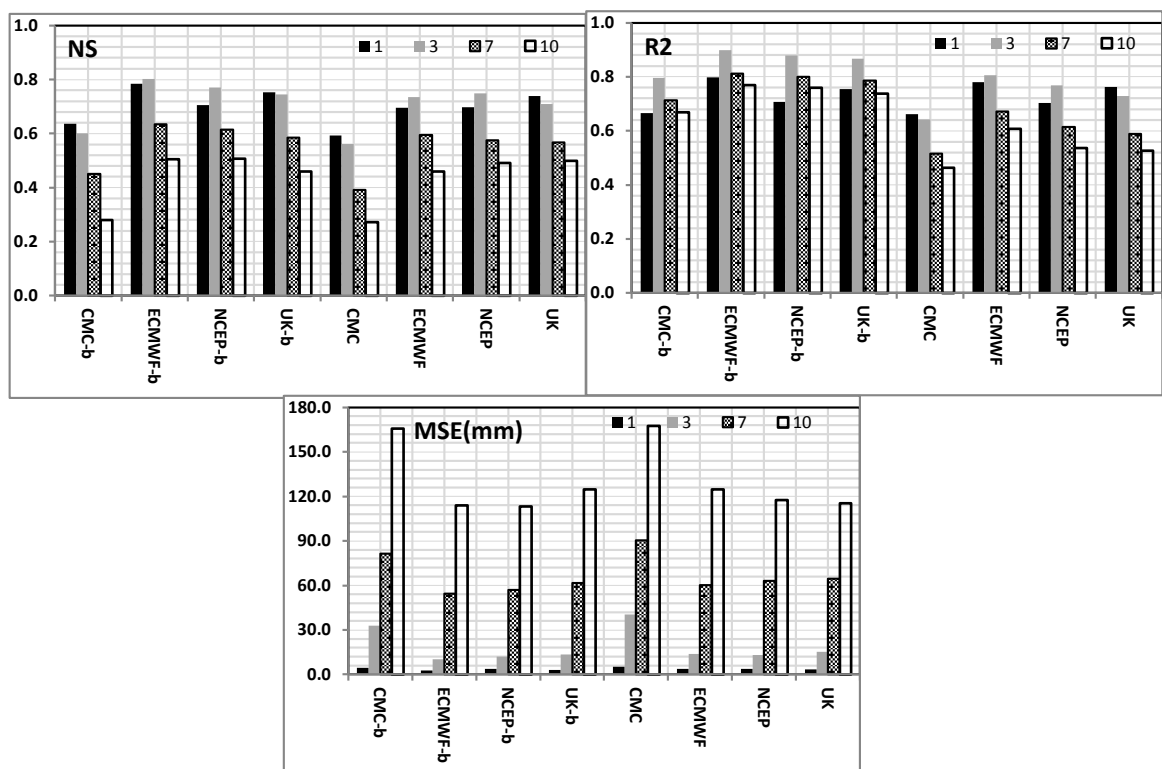 NS
1 3 7 10
1.0
0.8
0.6
0.4
0.2
0.0
CMC-b
ECMWF-b
NCEP-b
UK-b
CMC
ECMWF
NCEP
UK
R2
1 3 7 10
1.0
0.8
0.6
0.4
0.2
0.0
CMC-b
ECMWF-b
NCEP-b
UK-b
CMC
ECMWF
NCEP
UK
MSE(mm)
1 3 7 10
180.0
150.0
120.0
90.0
60.0
30.0
0.0
CMC-b
ECMWF-b
NCEP-b
UK-b
CMC
ECMWF
NCEP
UK